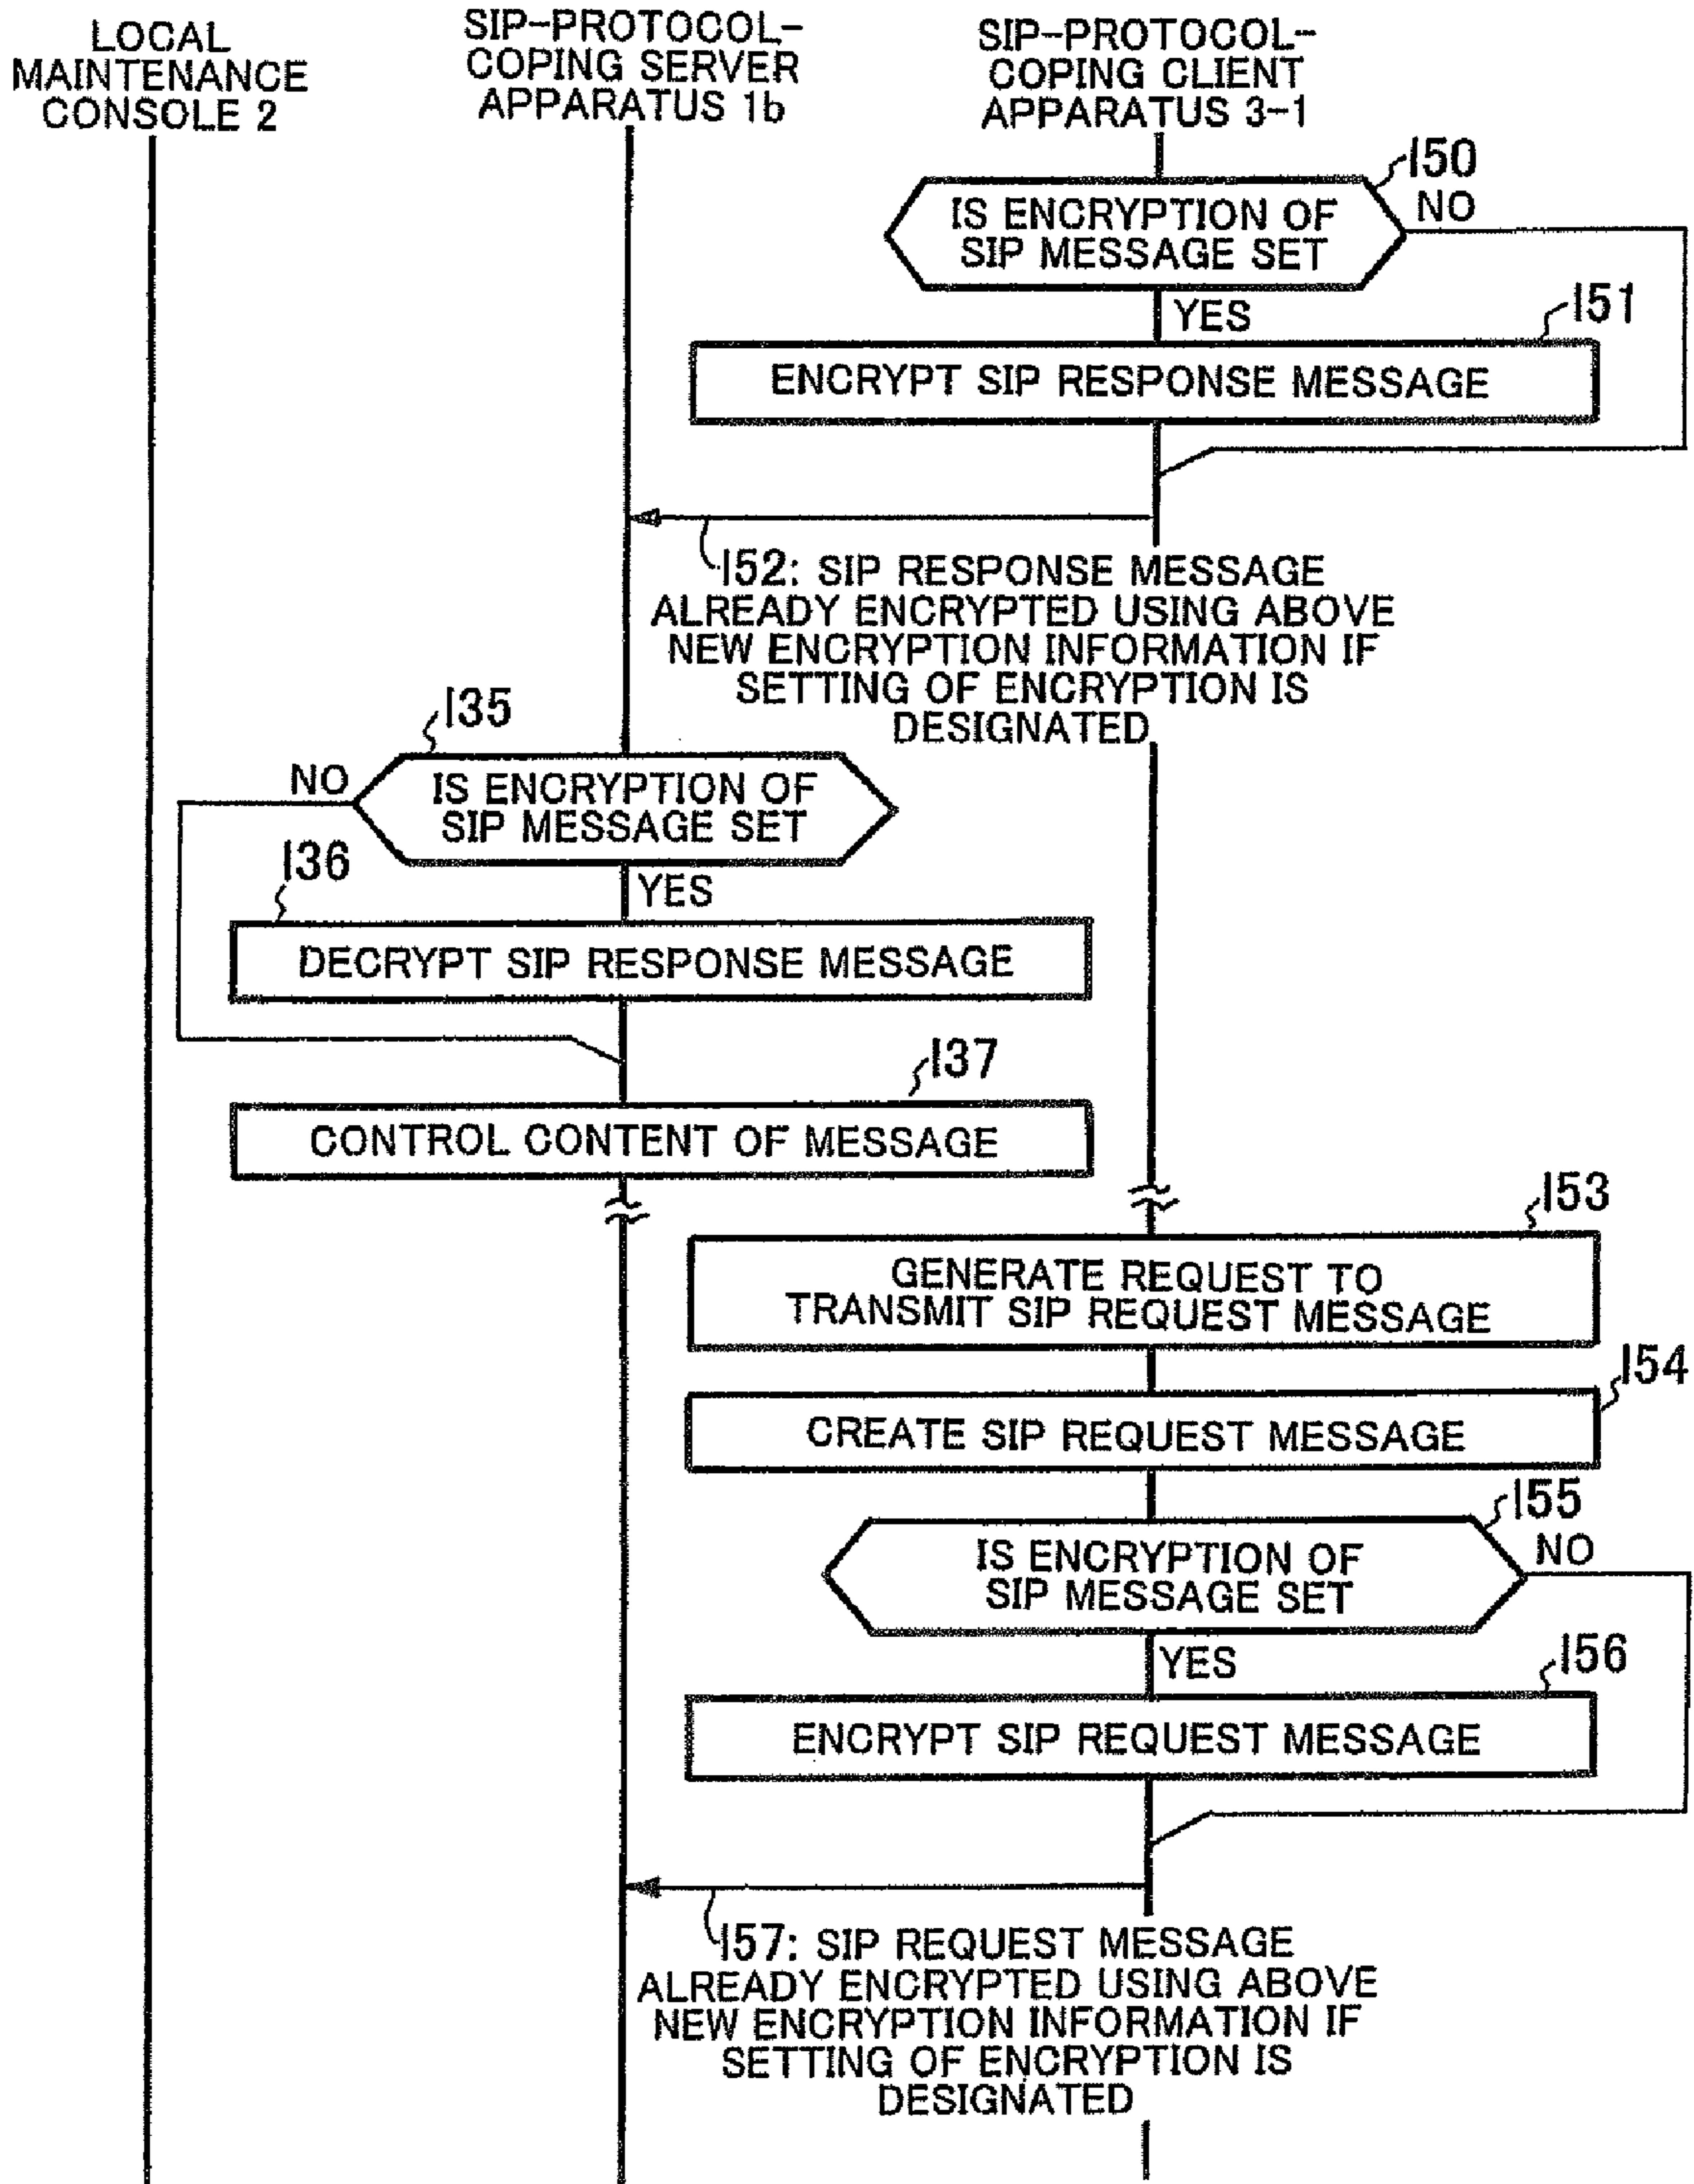 LOCAL
MAINTENANCE
CONSOLE 2
SIP-PROTOCOL-
COPING SERVER
APPARATUS 1b
SIP-PROTOCOL-
COPING CLIENT
APPARATUS 3-1
150
IS ENCRYPTION OF
SIP MESSAGE SET
NO
YES
151
ENCRYPT SIP RESPONSE MESSAGE
152: SIP RESPONSE MESSAGE
ALREADY ENCRYPTED USING ABOVE
NEW ENCRYPTION INFORMATION IF
SETTING OF ENCRYPTION IS
DESIGNATED
135
NO
IS ENCRYPTION OF
SIP MESSAGE SET
YES
136
DECRYPT SIP RESPONSE MESSAGE
137
CONTROL CONTENT OF MESSAGE
153
GENERATE REQUEST TO
TRANSMIT SIP REQUEST MESSAGE
154
CREATE SIP REQUEST MESSAGE
155
IS ENCRYPTION OF
SIP MESSAGE SET
NO
YES
156
ENCRYPT SIP REQUEST MESSAGE
157: SIP REQUEST MESSAGE
ALREADY ENCRYPTED USING ABOVE
NEW ENCRYPTION INFORMATION IF
SETTING OF ENCRYPTION IS
DESIGNATED